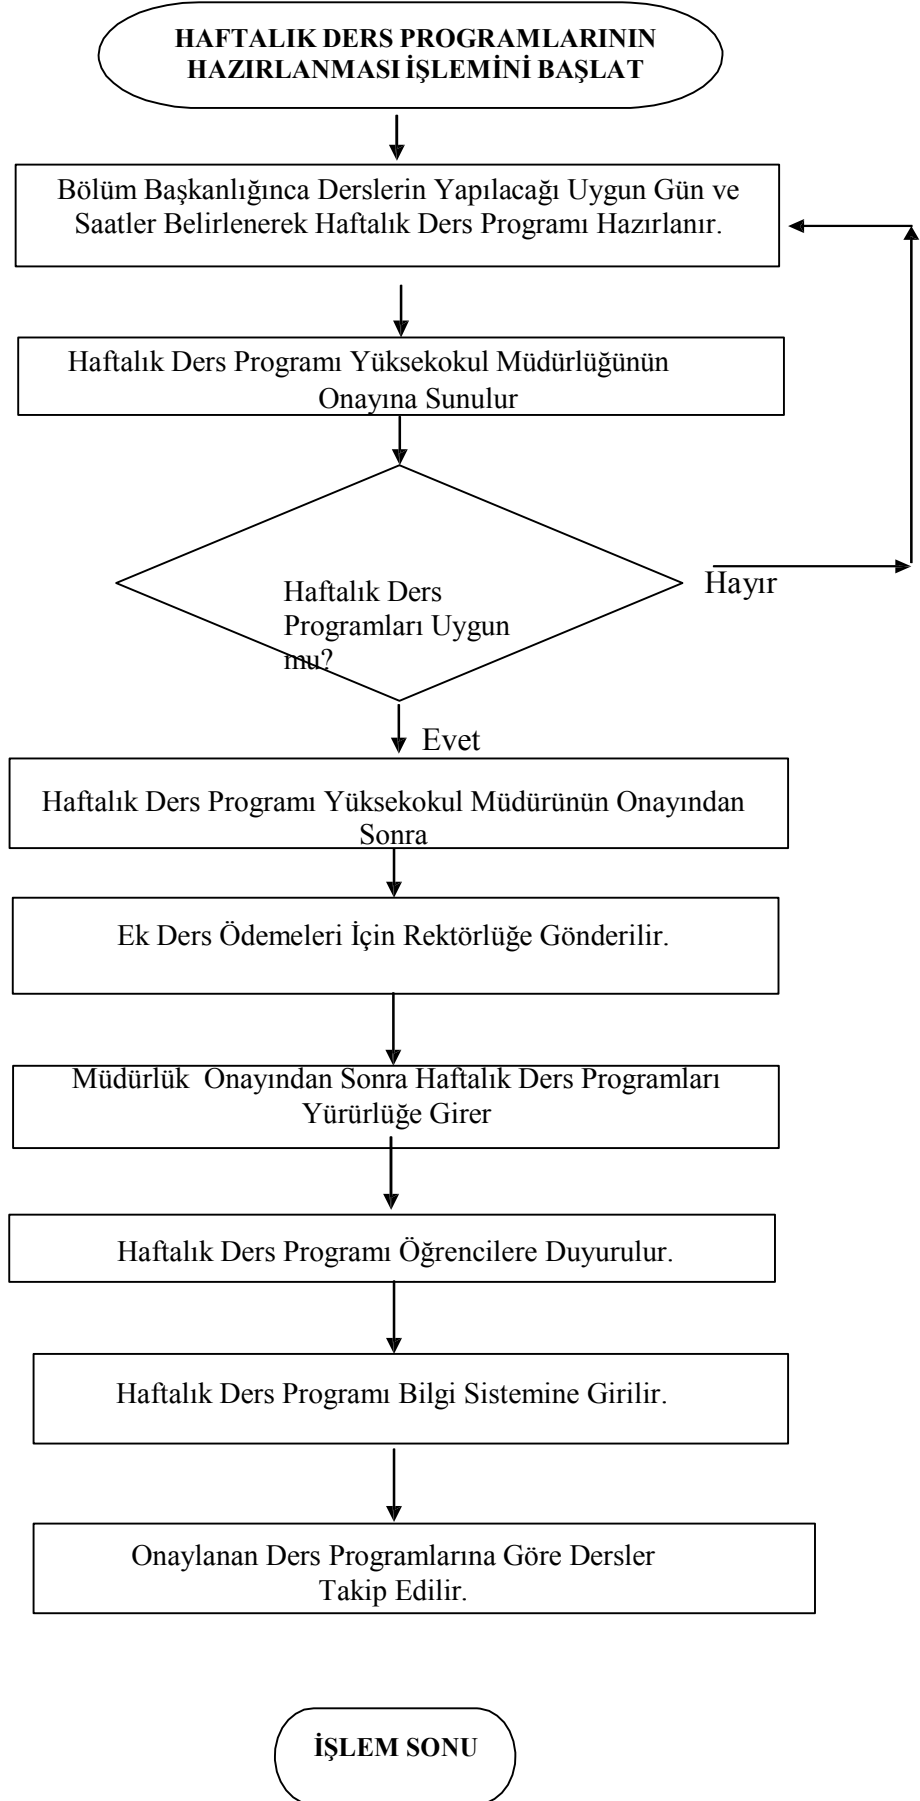 HAFTALIK DERS PROGRAMLARININ
HAZIRLANMASI İŞLEMİNİ BAŞLAT
Bölüm Başkanlığınca Derslerin Yapılacağı Uygun Gün ve
Saatler Belirlenerek Haftalık Ders Programı Hazırlanır.
Haftalık Ders Programı Yüksekokul Müdürlüğünün
Onayına Sunulur
Haftalık Ders
Programları Uygun
mu?
Hayır
Evet
Haftalık Ders Programı Yüksekokul Müdürünün Onayından
Sonra
Ek Ders Ödemeleri İçin Rektörlüğe Gönderilir.
Müdürlük  Onayından Sonra Haftalık Ders Programları
Yürürlüğe Girer
Haftalık Ders Programı Öğrencilere Duyurulur.
Haftalık Ders Programı Bilgi Sistemine Girilir.
Onaylanan Ders Programlarına Göre Dersler
Takip Edilir.
İŞLEM SONU